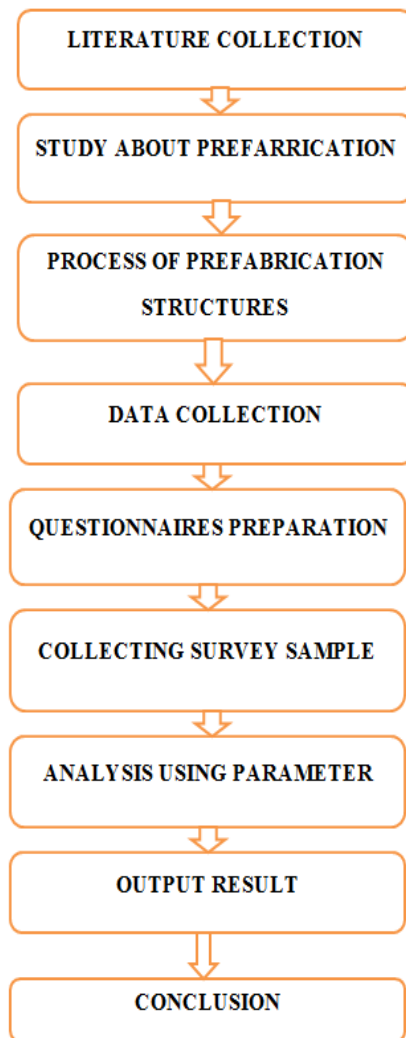 LITERATURE COLLECTION
STUDY ABOUT PREFARRICATION
PROCESS OF PREFABRICATION
STRUCTURES
DATA COLLECTION
QUESTIONNAIRES PREPARATION
COLLECTING SURVEY SAMPLE
ANALYSIS USING PARAMETER
OUTPUT RESULT
CONCLUSION